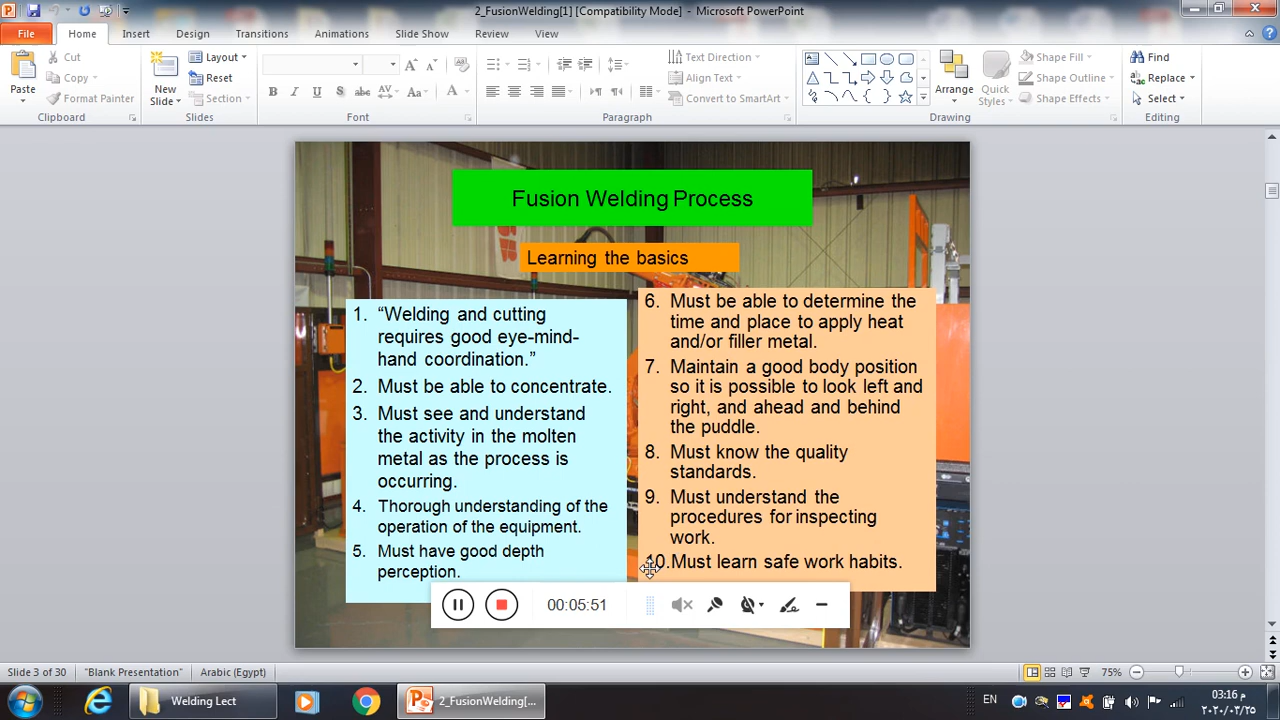 2_FusionWelding[1] [Compatibility Mode] - Microsoft PowerPoint
File Home Insert Design Transitions Animations Slide Show Review View
Paste
Cut
Copy
Format Painter
Clipboard
New Slide
Layout
Reset
Section
Slides
Font
Paragraph
Text Direction
Align Text
Convert to SmartArt
Arrange
Quick Styles
Shape Fill
Shape Outline
Shape Effects
Drawing
Find
Replace
Select
Editing
Fusion Welding Process
Learning the basics
1. “Welding and cutting
requires good eye-mind-
hand coordination.”
2. Must be able to concentrate.
3. Must see and understand
the activity in the molten
metal as the process is
occurring.
4. Thorough understanding of the
operation of the equipment.
5. Must have good depth
perception.
6. Must be able to determine the
time and place to apply heat
and/or filler metal.
7. Maintain a good body position
so it is possible to look left and
right, and ahead and behind
the puddle.
8. Must know the quality
standards.
9. Must understand the
procedures for inspecting
work.
10. Must learn safe work habits.
00:05:51
Slide 3 of 30 "Blank Presentation" Arabic (Egypt) 75%
Welding Lect
2_FusionWelding[...
EN
03:16 م
٢٠٢٠/٠٣/٢٥